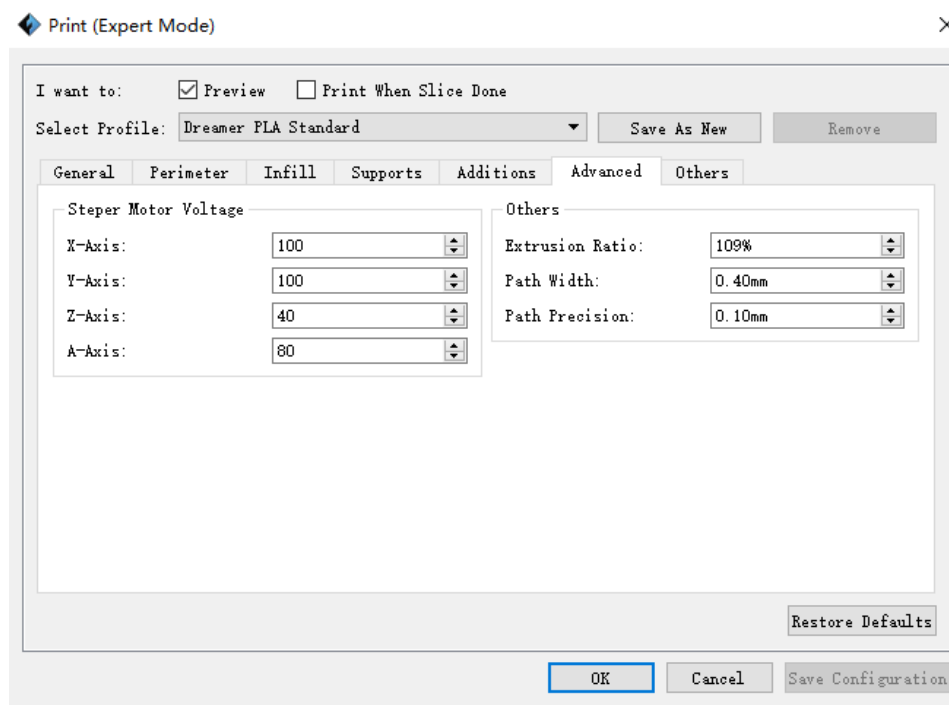 Print (Expert Mode)
I want to: Preview Print When Slice Done
Select Profile: Dreamer PLA Standard Save As New Remove
General Perimeter Infill Supports Additions Advanced Others
Steper Motor Voltage
X-Axis: 100
Y-Axis: 100
Z-Axis: 40
A-Axis: 80
Others
Extrusion Ratio: 109%
Path Width: 0.40mm
Path Precision: 0.10mm
Restore Defaults
OK Cancel Save Configuration